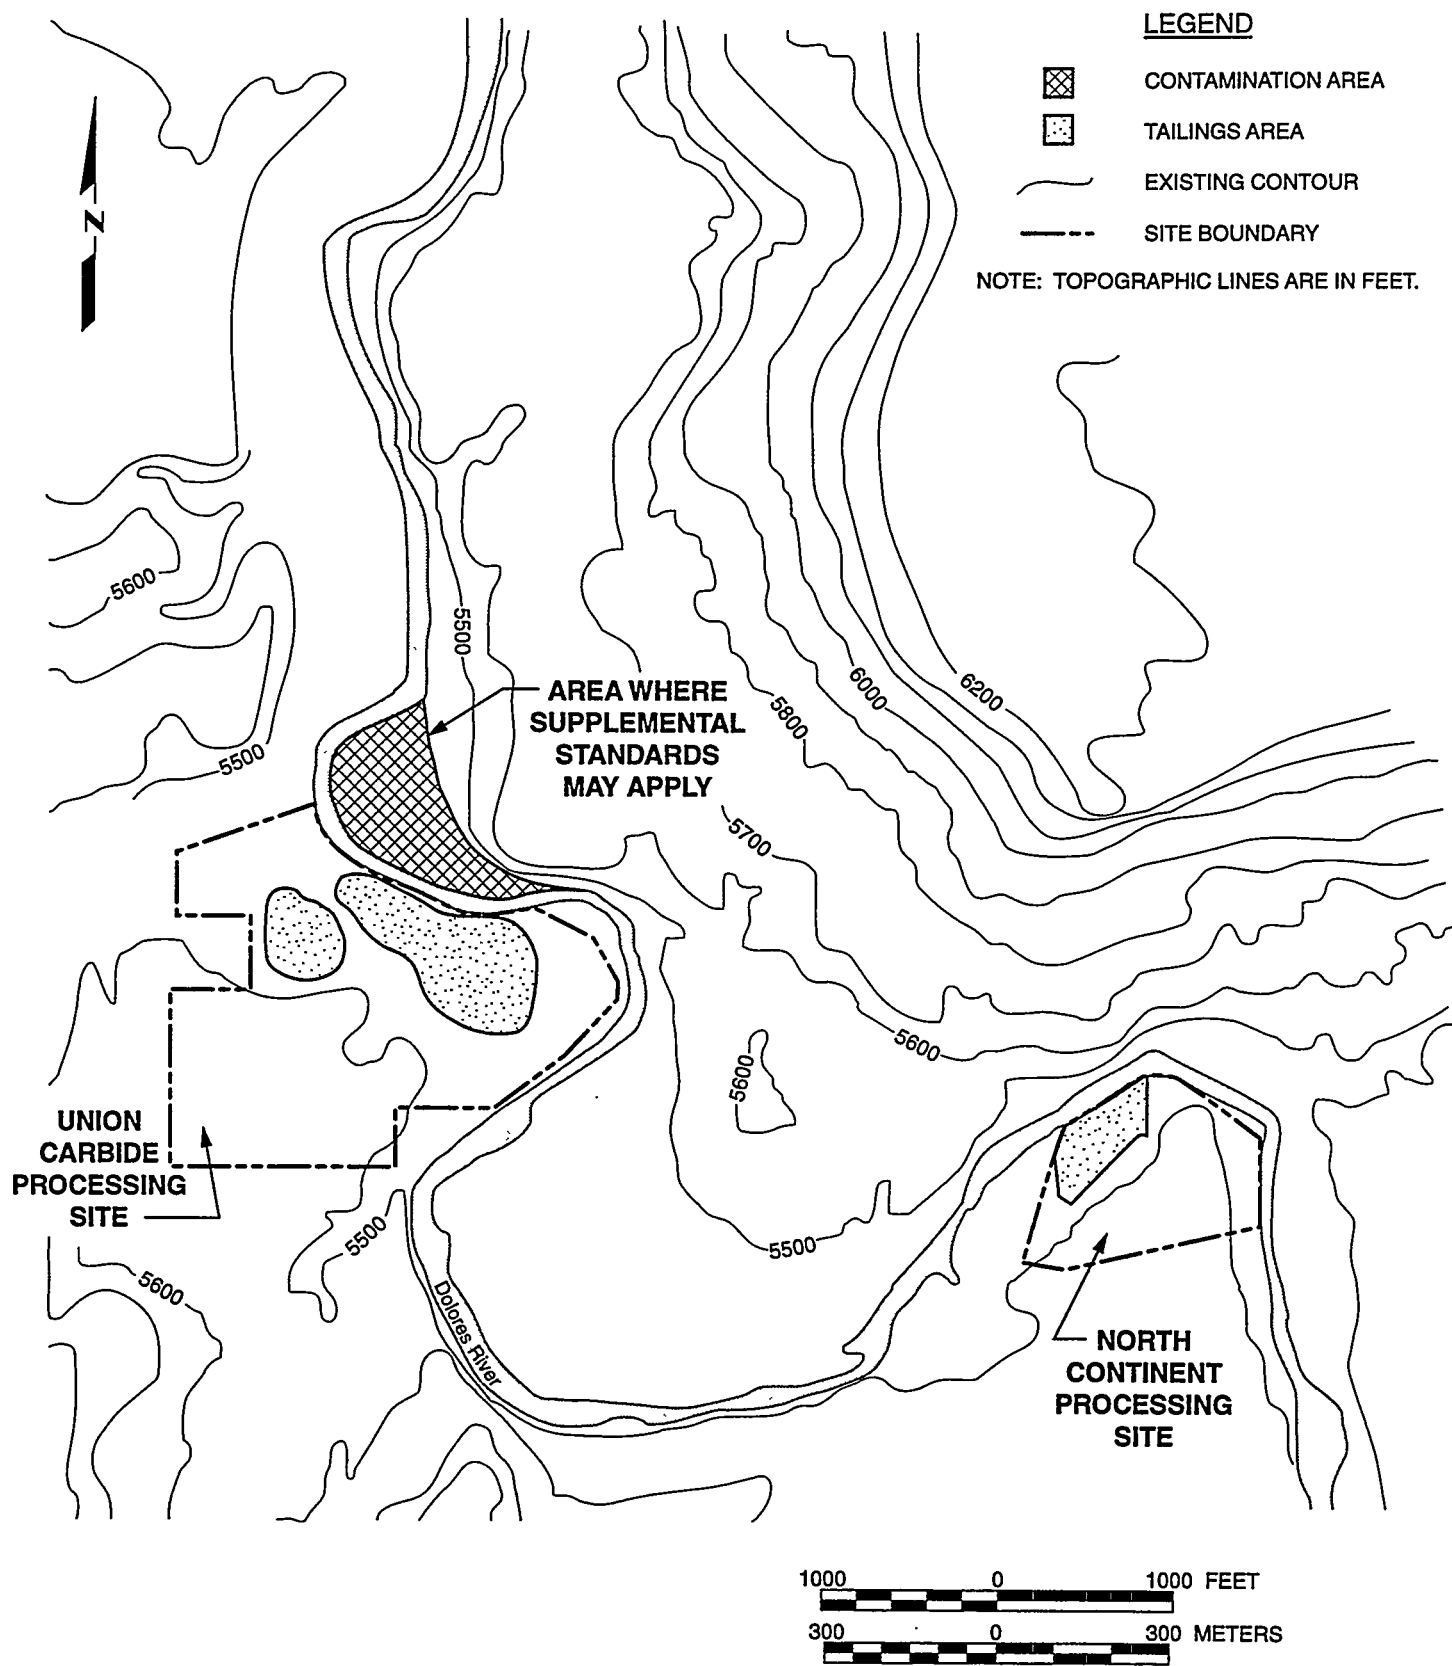 LEGEND
CONTAMINATION AREA
TAILINGS AREA
EXISTING CONTOUR
SITE BOUNDARY
NOTE: TOPOGRAPHIC LINES ARE IN FEET.
N
5600
5500
AREA WHERE
SUPPLEMENTAL
STANDARDS
MAY APPLY
6000
6200
5800
5500
5700
5600
5600
UNION
CARBIDE
PROCESSING
SITE
5500
5500
5600
Dolores River
NORTH
CONTINENT
PROCESSING
SITE
1000 0 1000 FEET
300 0 300 METERS